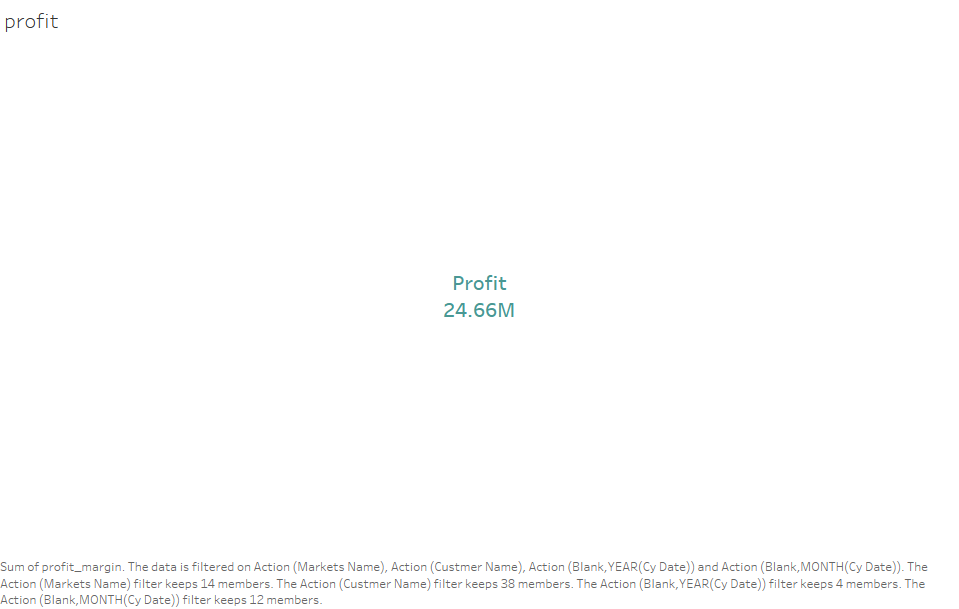 profit
Profit
24.66M
Sum of profit_margin. The data is filtered on Action (Markets Name), Action (Custmer Name), Action (Blank,YEAR(Cy Date)) and Action (Blank,MONTH(Cy Date)). The
Action (Markets Name) filter keeps 14 members. The Action (Custmer Name) filter keeps 38 members. The Action (Blank,YEAR(Cy Date)) filter keeps 4 members. The
Action (Blank,MONTH(Cy Date)) filter keeps 12 members.